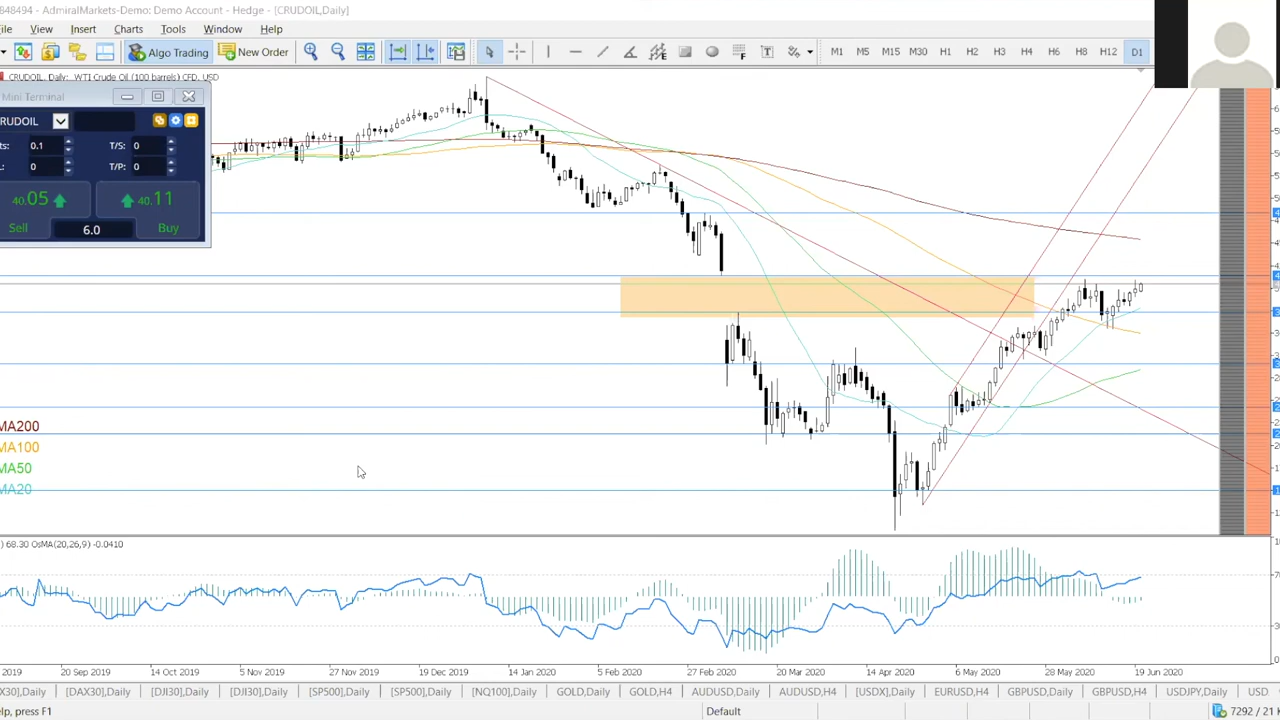 848494 - AdmiralMarkets-Demo: Demo Account - Hedge - [CRUDOIL,Daily]
ile View Insert Charts Tools Window Help
Algo Trading New Order M1 M5 M15 M30 H1 H2 H3 H4 H6 H8 H12 D1
CRUDOIL, Daily: WTI Crude Oil (100 barrels) CFD, USD
Mini Terminal
RUDOIL
ts: 0.1 T/S: 0
0 T/P: 0
40.05 40.11
Sell 6.0 Buy
MA200
MA100
MA50
MA20
) 68.30 OsMA(20,26,9) -0.0410
2019 20 Sep 2019 14 Oct 2019 5 Nov 2019 27 Nov 2019 19 Dec 2019 14 Jan 2020 5 Feb 2020 27 Feb 2020 20 Mar 2020 14 Apr 2020 6 May 2020 28 May 2020 19 Jun 2020
X30],Daily [DAX30],Daily [DJI30],Daily [DJI30],Daily [SP500],Daily [SP500],Daily [NQ100],Daily GOLD,Daily GOLD,H4 AUDUSD,Daily AUDUSD,H4 [USDX],Daily EURUSD,H4 GBPUSD,Daily GBPUSD,H4 USDJPY,Daily USD
elp, press F1 Default 7292 / 21